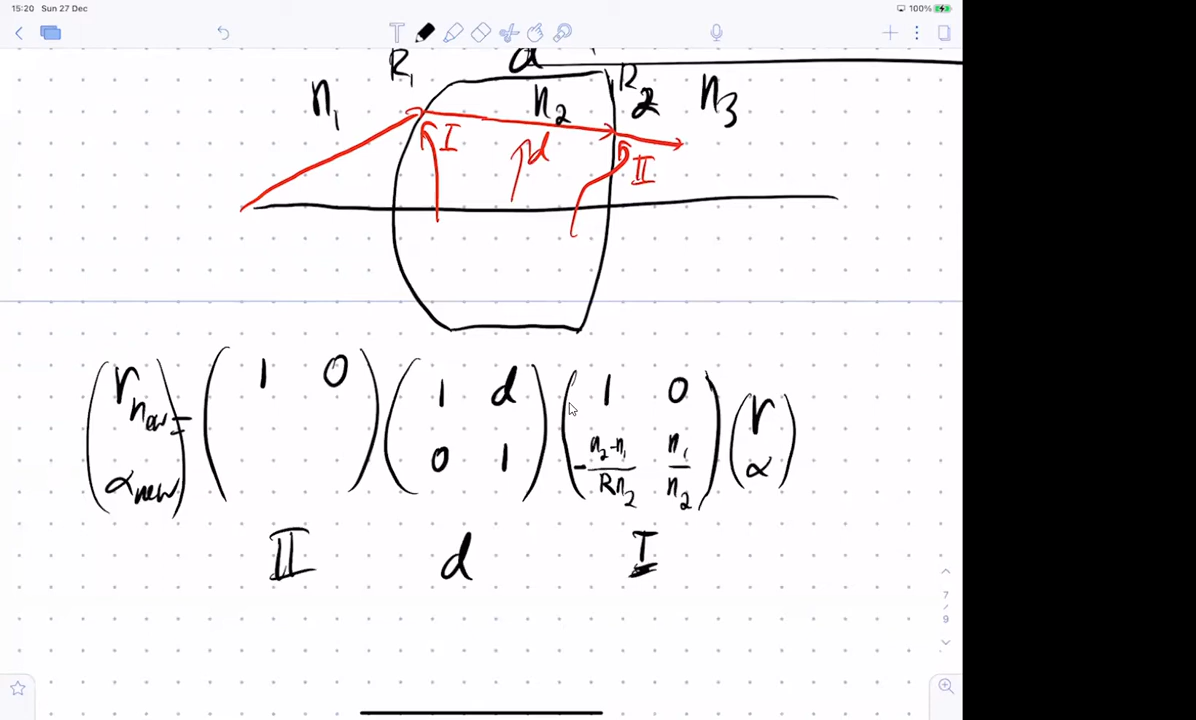 15:20 Sun 27 Dec
100%
T
R₁
d
R₂
n₁
n₂
n₃
I
d
II
(r_new α_new) = (1 0) (1 d 0 1) (1 0 -(n₂-n₁)/(Rn₂) n₁/n₂) (r α)
II
d
I
7
/
9